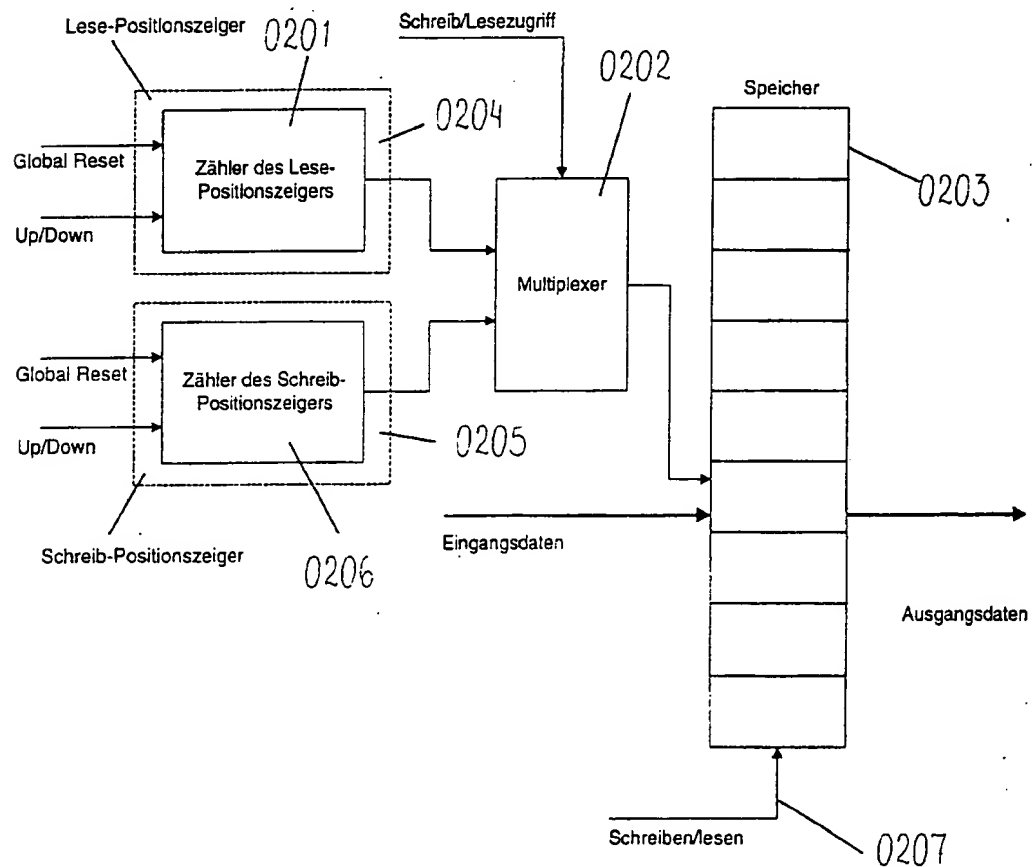 Lese-Positionszeiger
0201
Schreib/Lesezugriff
0202
Speicher
0204
Global Reset
Zähler des Lese-
Positionszeigers
0203
Up/Down
Multiplexer
Global Reset
Zähler des Schreib-
Positionszeigers
Up/Down
0205
Schreib-Positionszeiger
0206
Eingangsdaten
Ausgangsdaten
Schreiben/lesen
0207